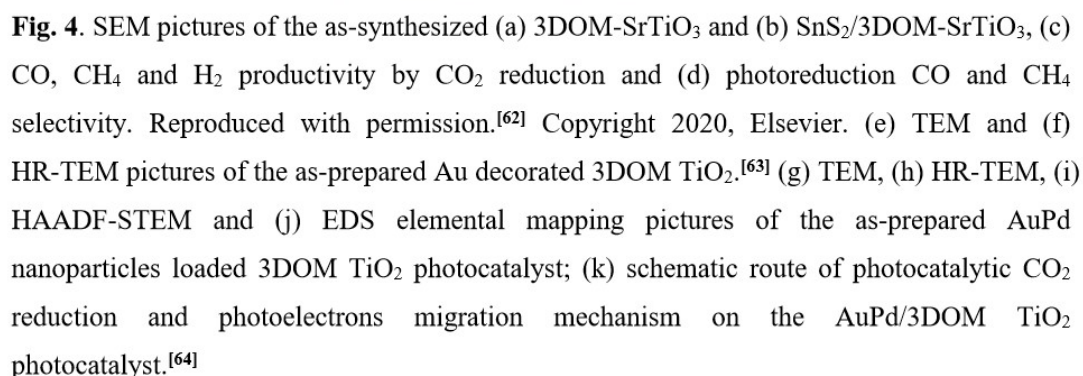 Fig. 4. SEM pictures of the as-synthesized (a) 3DOM-SrTiO₃ and (b) SnS₂/3DOM-SrTiO₃, (c)
CO, CH₄ and H₂ productivity by CO₂ reduction and (d) photoreduction CO and CH₄
selectivity. Reproduced with permission.[62] Copyright 2020, Elsevier. (e) TEM and (f)
HR-TEM pictures of the as-prepared Au decorated 3DOM TiO₂.[63] (g) TEM, (h) HR-TEM, (i)
HAADF-STEM and (j) EDS elemental mapping pictures of the as-prepared AuPd
nanoparticles loaded 3DOM TiO₂ photocatalyst; (k) schematic route of photocatalytic CO₂
reduction and photoelectrons migration mechanism on the AuPd/3DOM TiO₂
photocatalyst.[64]